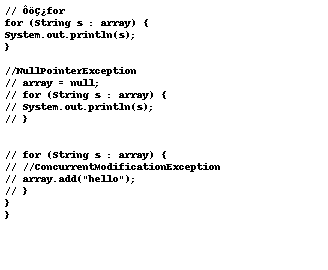 // Ôöç¿for
for (String s : array) {
System.out.println(s);
}
//NullPointerException
// array = null;
// for (String s : array) {
// System.out.println(s);
// }
// for (String s : array) {
// //ConcurrentModificationException
// array.add("hello");
// }
}
}